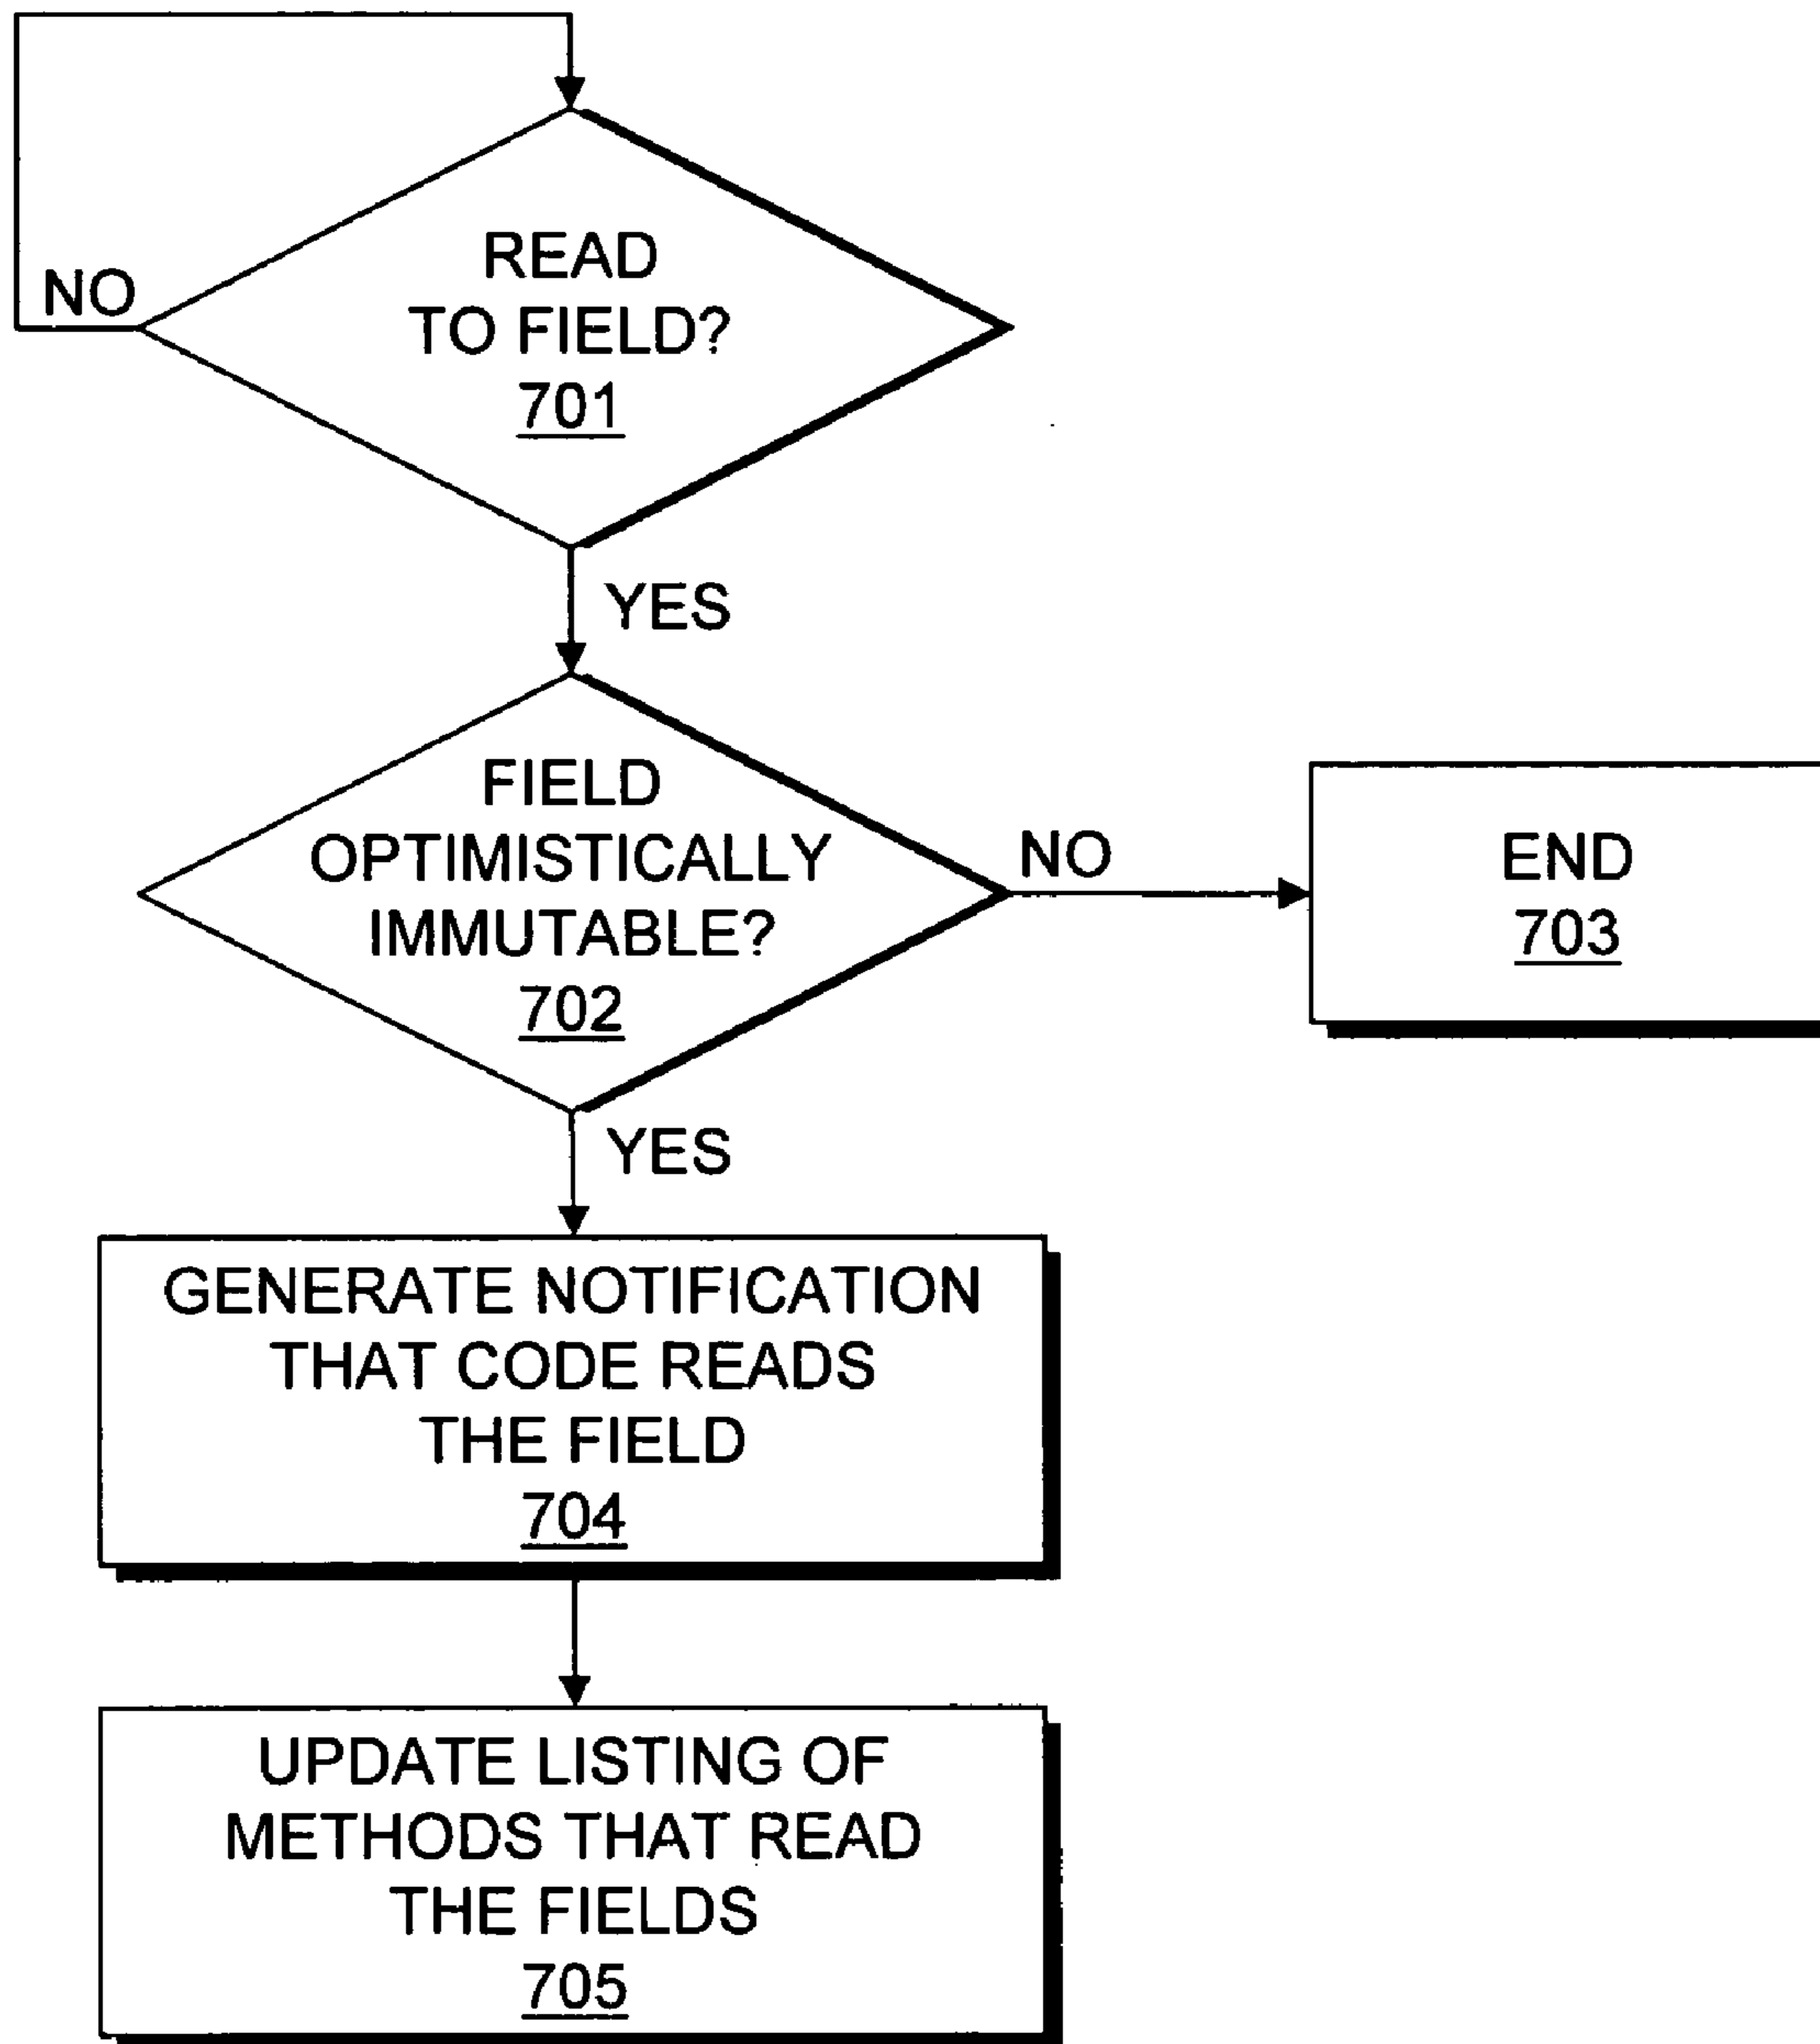 READ
TO FIELD?
701
NO
YES
FIELD
OPTIMISTICALLY
IMMUTABLE?
702
NO
END
703
YES
GENERATE NOTIFICATION
THAT CODE READS
THE FIELD
704
UPDATE LISTING OF
METHODS THAT READ
THE FIELDS
705